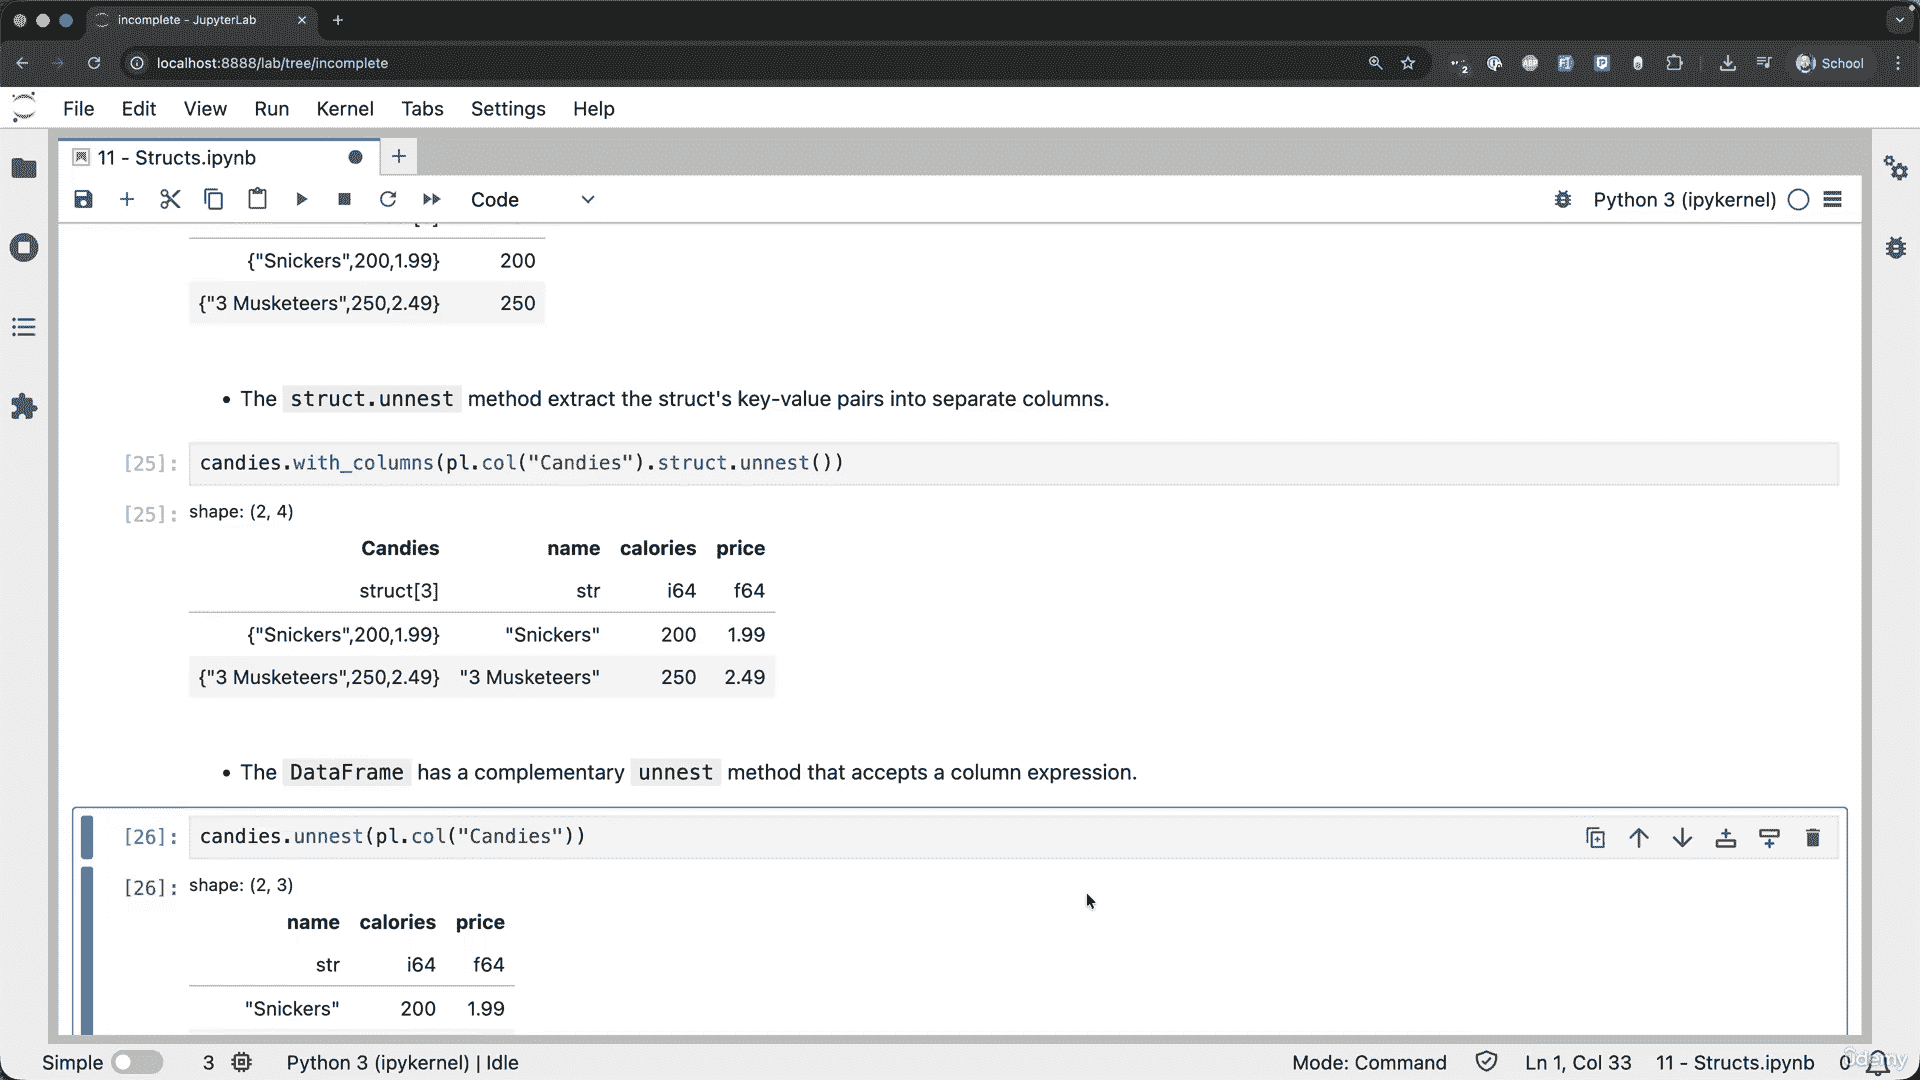 incomplete - JupyterLab
localhost:8888/lab/tree/incomplete
2
School
File Edit View Run Kernel Tabs Settings Help
11 - Structs.ipynb
Code
Python 3 (ipykernel)
{"Snickers",200,1.99} 200
{"3 Musketeers",250,2.49} 250
• The struct.unnest method extract the struct's key-value pairs into separate columns.
[25]: candies.with_columns(pl.col("Candies").struct.unnest())
[25]: shape: (2, 4)
Candies name calories price
struct[3] str i64 f64
{"Snickers",200,1.99} "Snickers" 200 1.99
{"3 Musketeers",250,2.49} "3 Musketeers" 250 2.49
• The DataFrame has a complementary unnest method that accepts a column expression.
[26]: candies.unnest(pl.col("Candies"))
[26]: shape: (2, 3)
name calories price
str i64 f64
"Snickers" 200 1.99
Simple 3 Python 3 (ipykernel) | Idle Mode: Command Ln 1, Col 33 11 - Structs.ipynb 0
Udemy